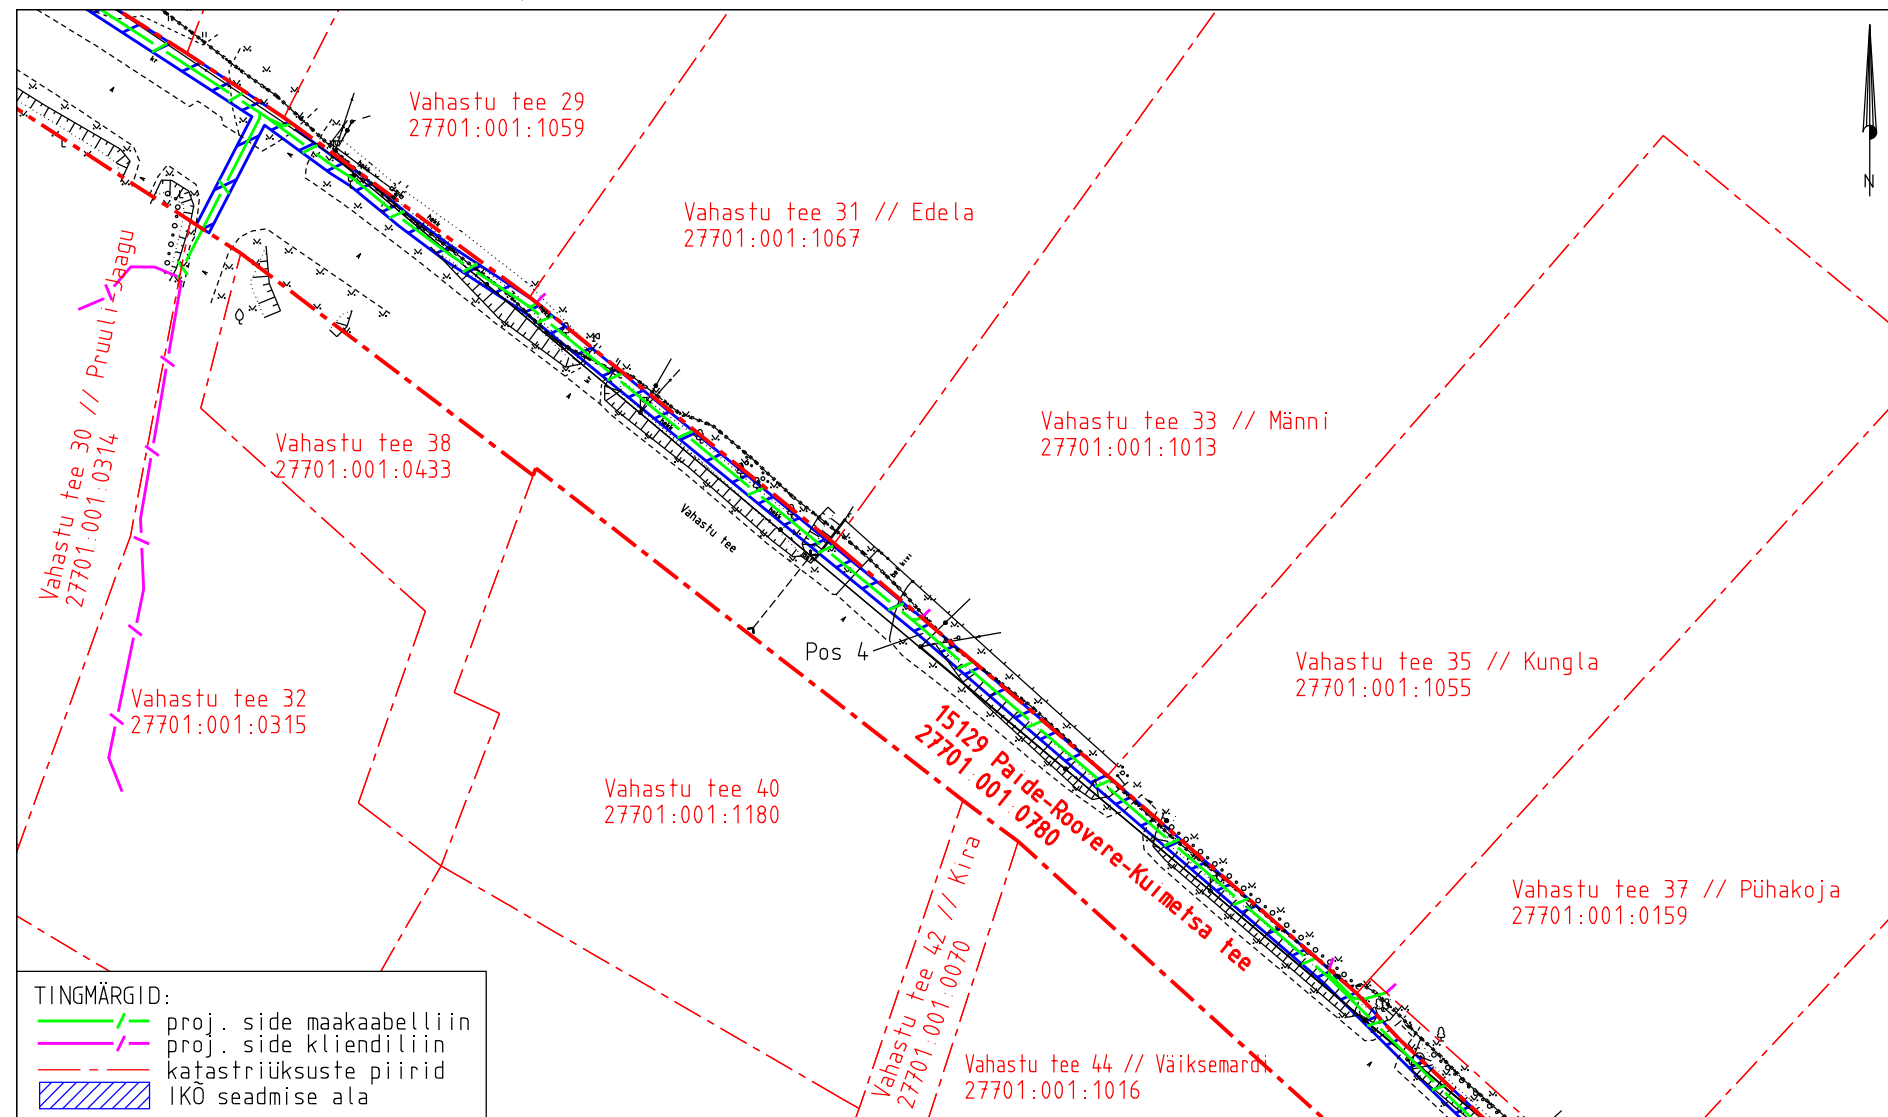 Vahastu tee 29
27701:001:1059
Vahastu tee 31 // Edela
27701:001:1067
N
Vahastu tee 30 // Pruuli-Jaagu
27701:001:0314
Vahastu tee 38
27701:001:0433
Vahastu tee 33 // Männi
27701:001:1013
Vahastu tee
Pos 4
Vahastu tee 35 // Kungla
27701:001:1055
Vahastu tee 32
27701:001:0315
15129 Paide-Roovere-Kuimetsa tee
27701:001:0780
Vahastu tee 40
27701:001:1180
Vahastu tee 42 // Kira
27701:001:0070
Vahastu tee 37 // Pühakoja
27701:001:0159
Vahastu tee 44 // Väiksemardi
27701:001:1016
TINGMÄRGID:
proj. side maakaabelliin
proj. side kliendiliin
katastriüksuste piirid
IKÕ seadmise ala